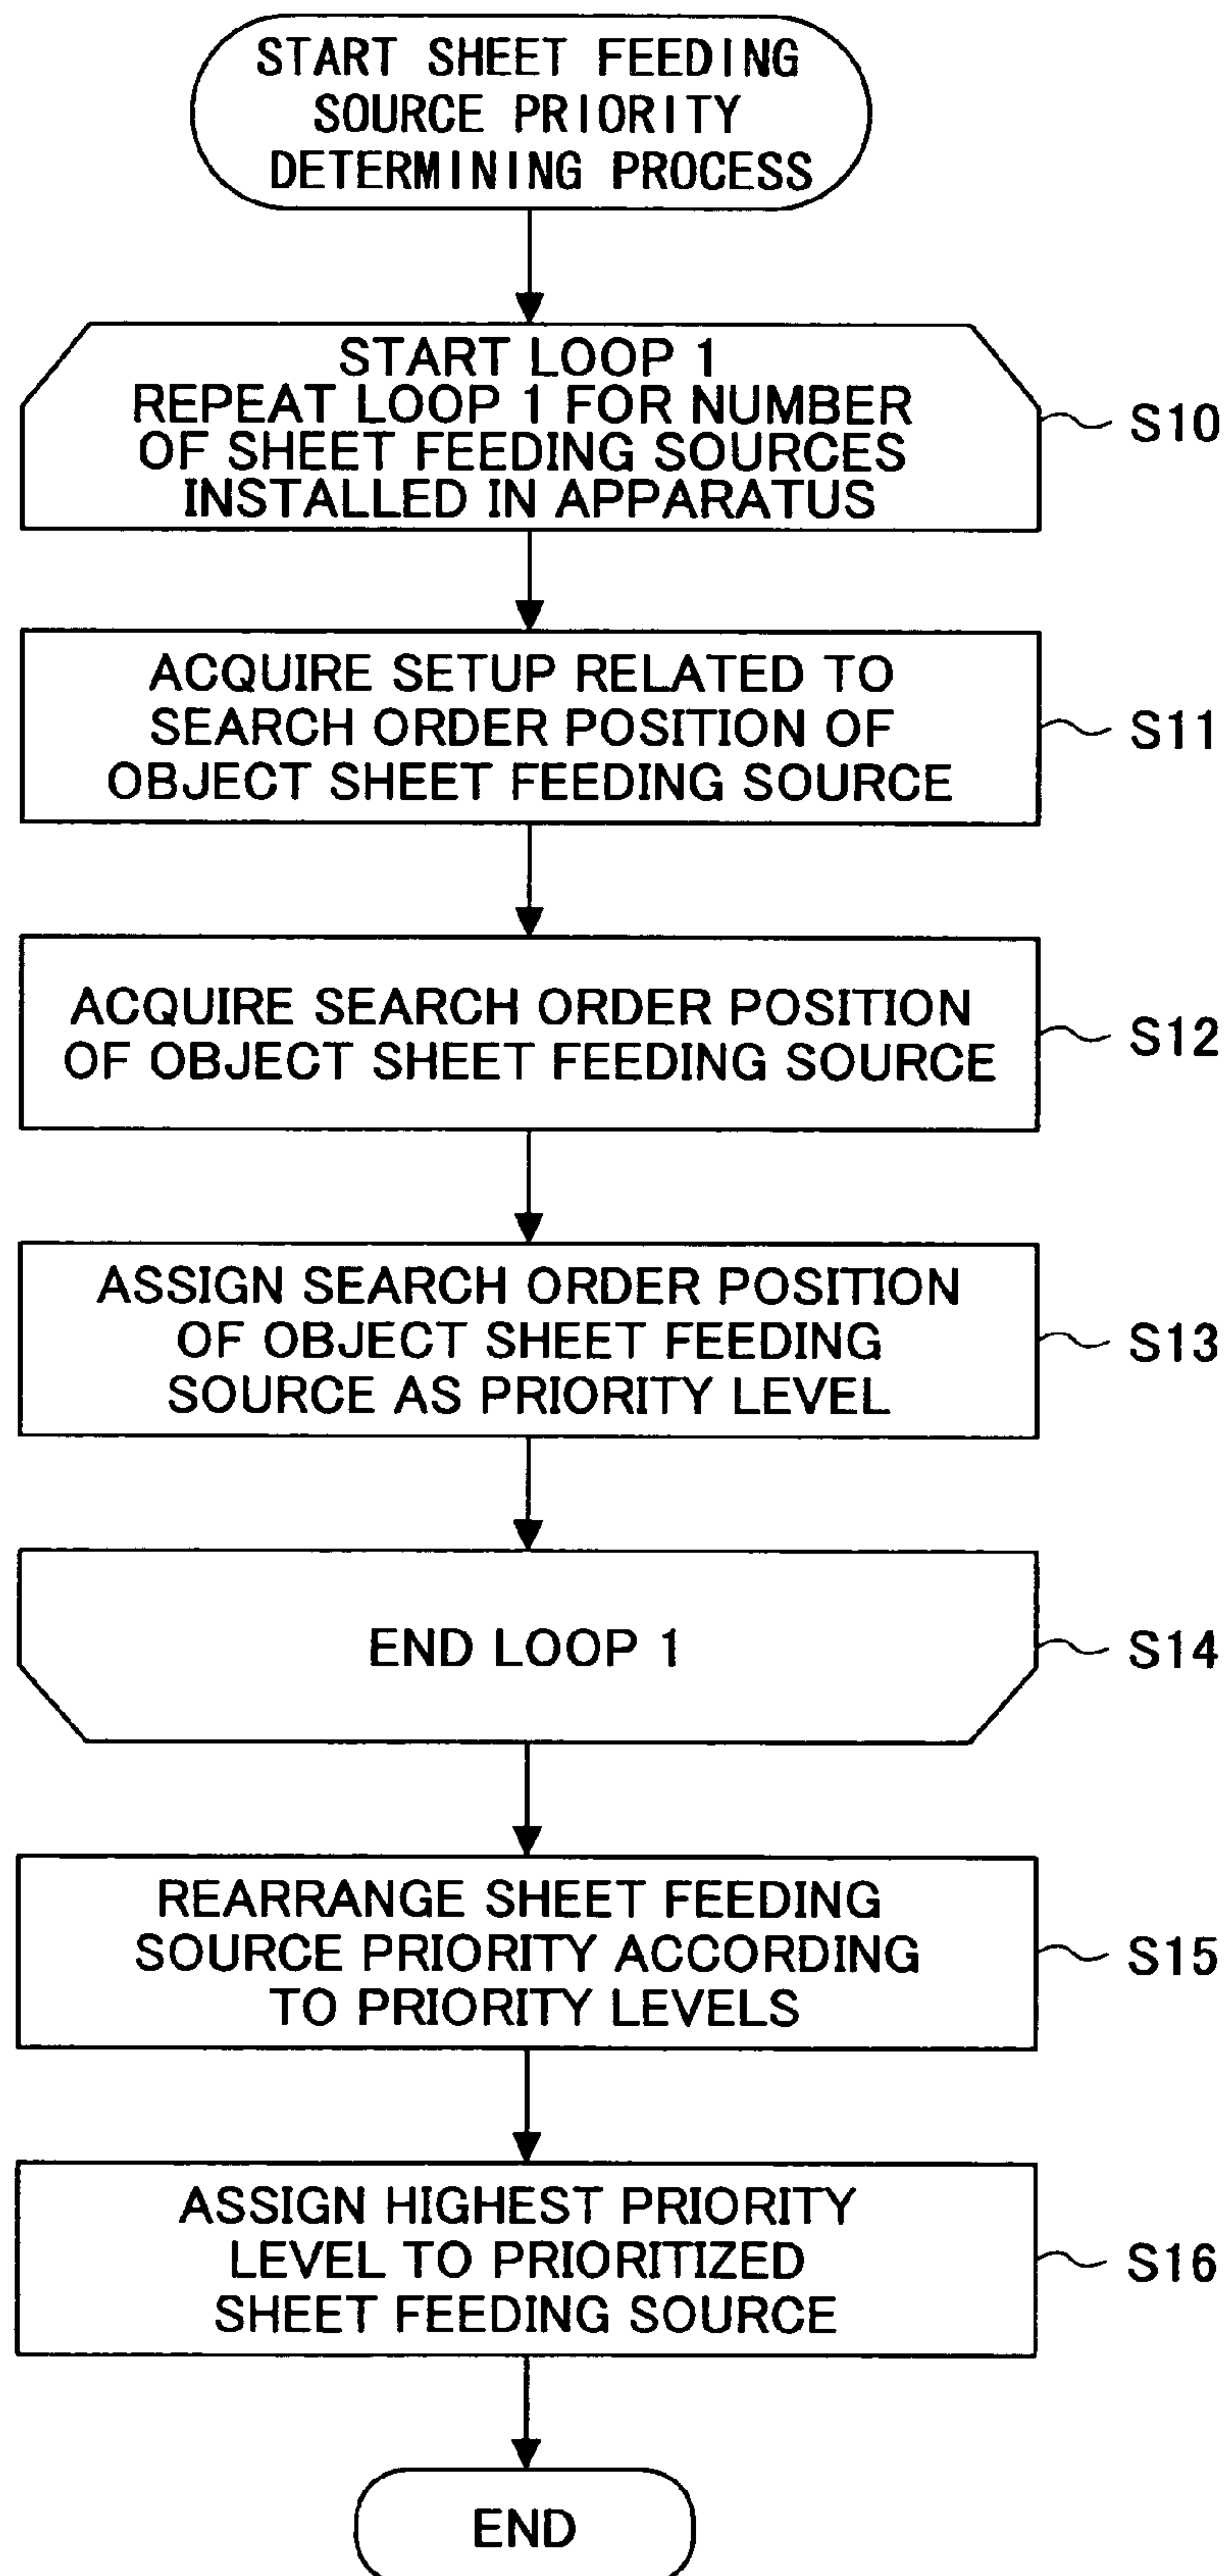 START SHEET FEEDING
SOURCE PRIORITY
DETERMINING PROCESS
START LOOP 1
REPEAT LOOP 1 FOR NUMBER
OF SHEET FEEDING SOURCES
INSTALLED IN APPARATUS
S10
ACQUIRE SETUP RELATED TO
SEARCH ORDER POSITION OF
OBJECT SHEET FEEDING SOURCE
S11
ACQUIRE SEARCH ORDER POSITION
OF OBJECT SHEET FEEDING SOURCE
S12
ASSIGN SEARCH ORDER POSITION
OF OBJECT SHEET FEEDING
SOURCE AS PRIORITY LEVEL
S13
END LOOP 1
S14
REARRANGE SHEET FEEDING
SOURCE PRIORITY ACCORDING
TO PRIORITY LEVELS
S15
ASSIGN HIGHEST PRIORITY
LEVEL TO PRIORITIZED
SHEET FEEDING SOURCE
S16
END